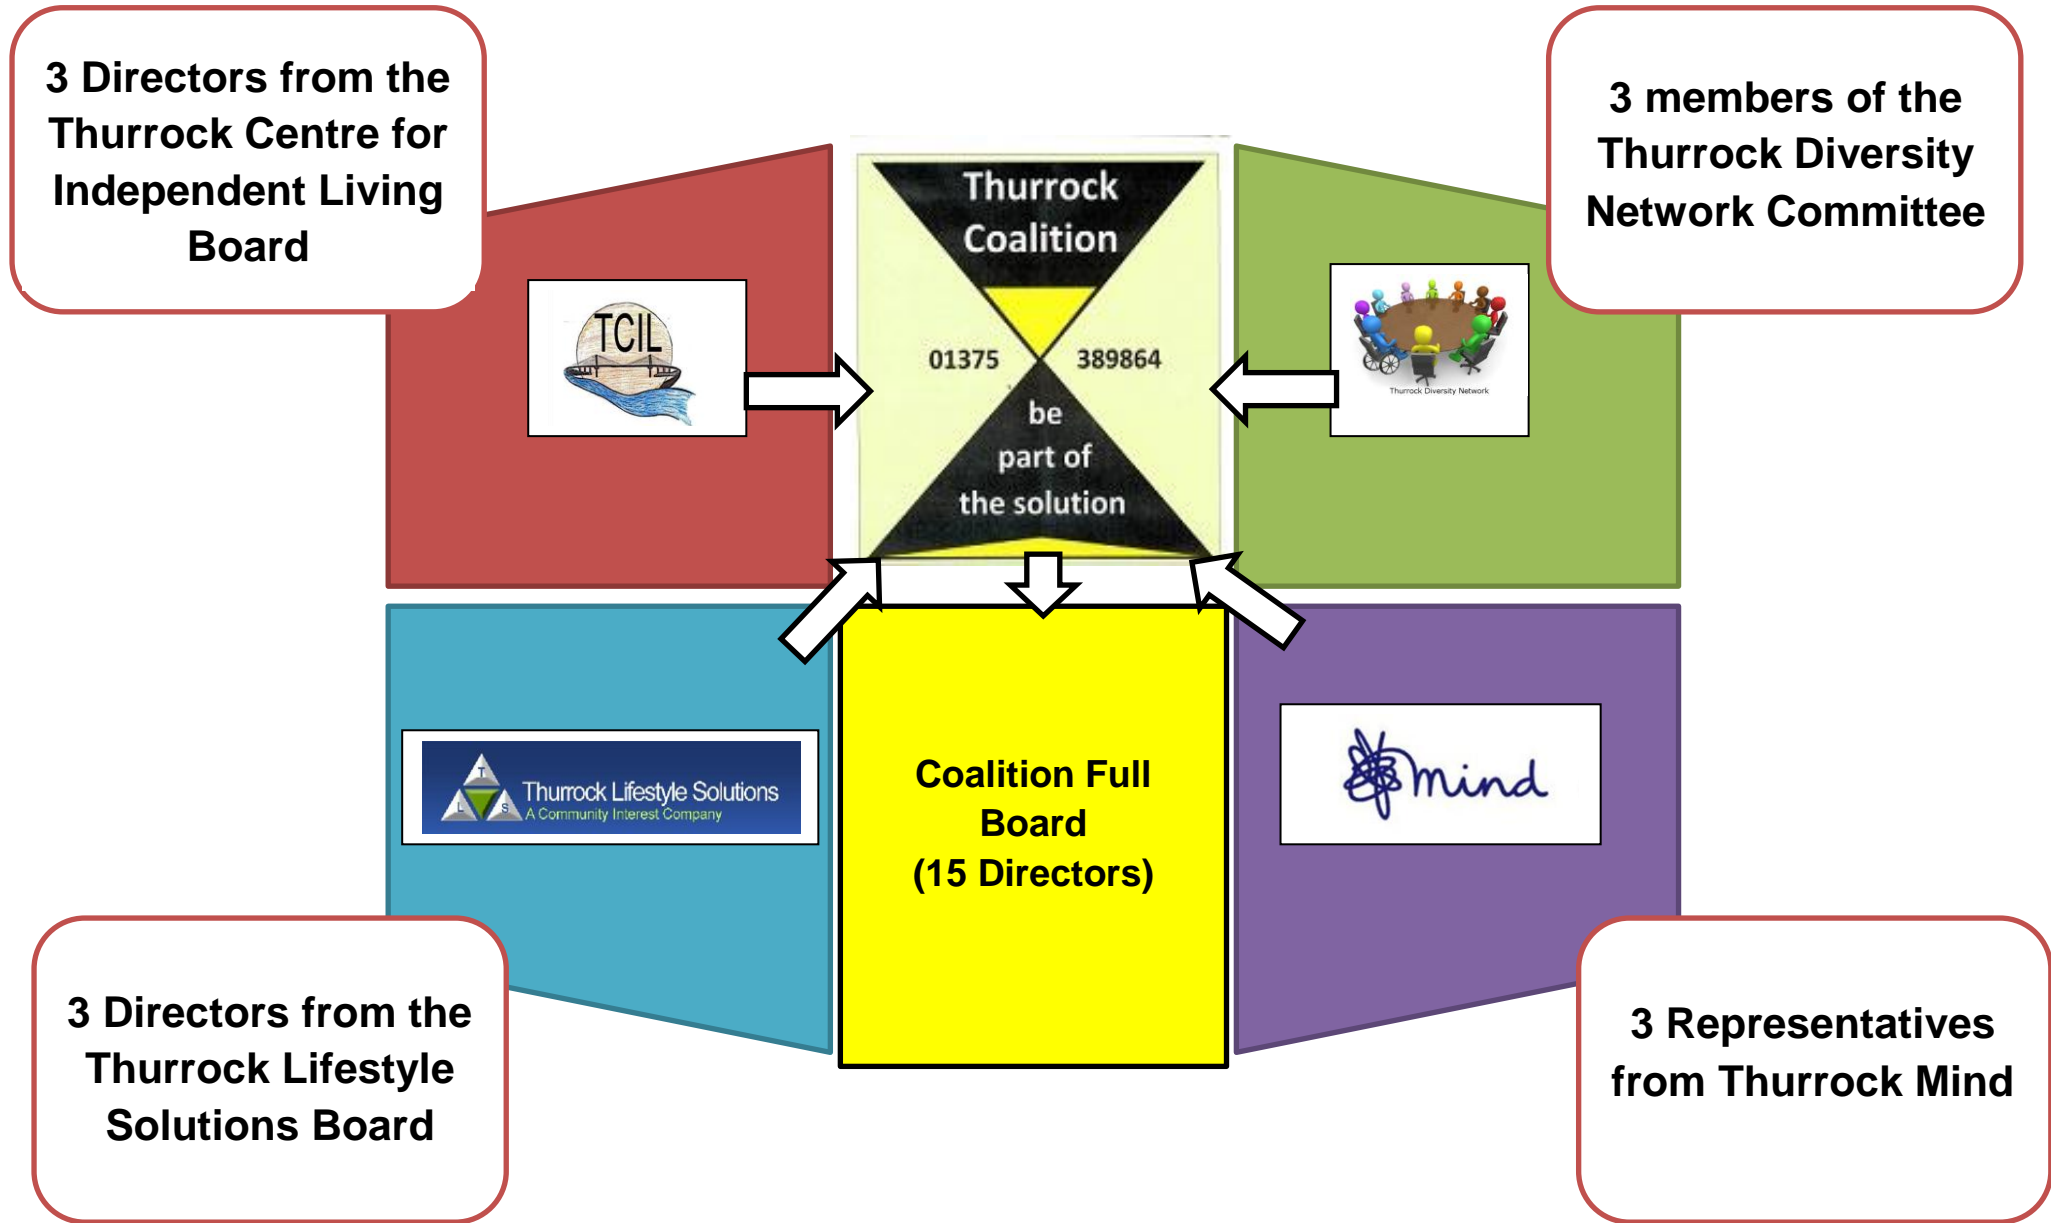 3 Directors from the
Thurrock Centre for
Independent Living
Board
3 members of the
Thurrock Diversity
Network Committee
Thurrock
Coalition
01375
389864
be
part of
the solution
TCIL
Thurrock Diversity Network
T
L
S
Thurrock Lifestyle Solutions
A Community Interest Company
Coalition Full
Board
(15 Directors)
mind
3 Directors from the
Thurrock Lifestyle
Solutions Board
3 Representatives
from Thurrock Mind